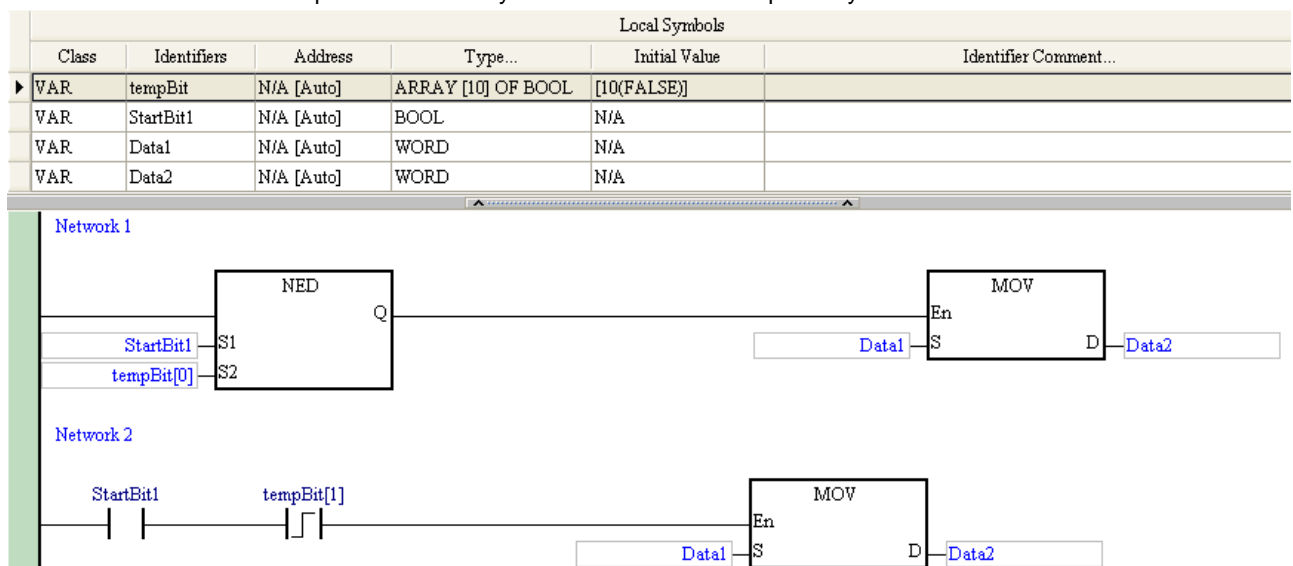 Local Symbols
Class Identifiers Address Type... Initial Value Identifier Comment...
VAR tempBit N/A [Auto] ARRAY [10] OF BOOL [10(FALSE)]
VAR StartBit1 N/A [Auto] BOOL N/A
VAR Data1 N/A [Auto] WORD N/A
VAR Data2 N/A [Auto] WORD N/A
Network 1
NED MOV
Q En
StartBit1 S1 Data1 S D Data2
tempBit[0] S2
Network 2
StartBit1 tempBit[1] MOV
En
Data1 S D Data2